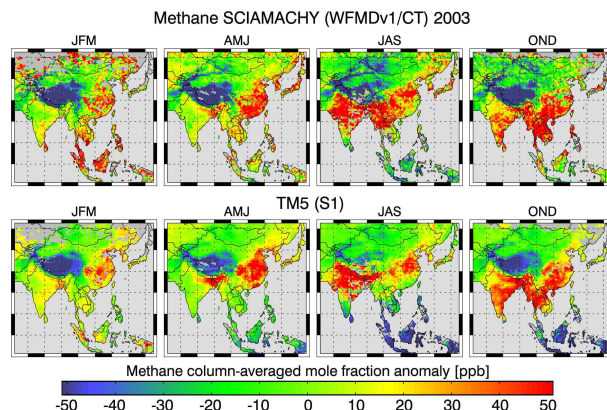 Methane SCIAMACHY (WFMDv1/CT) 2003
JFM AMJ JAS OND
TM5 (S1)
JFM AMJ JAS OND
Methane column-averaged mole fraction anomaly [ppb]
-50 -40 -30 -20 -10 0 10 20 30 40 50